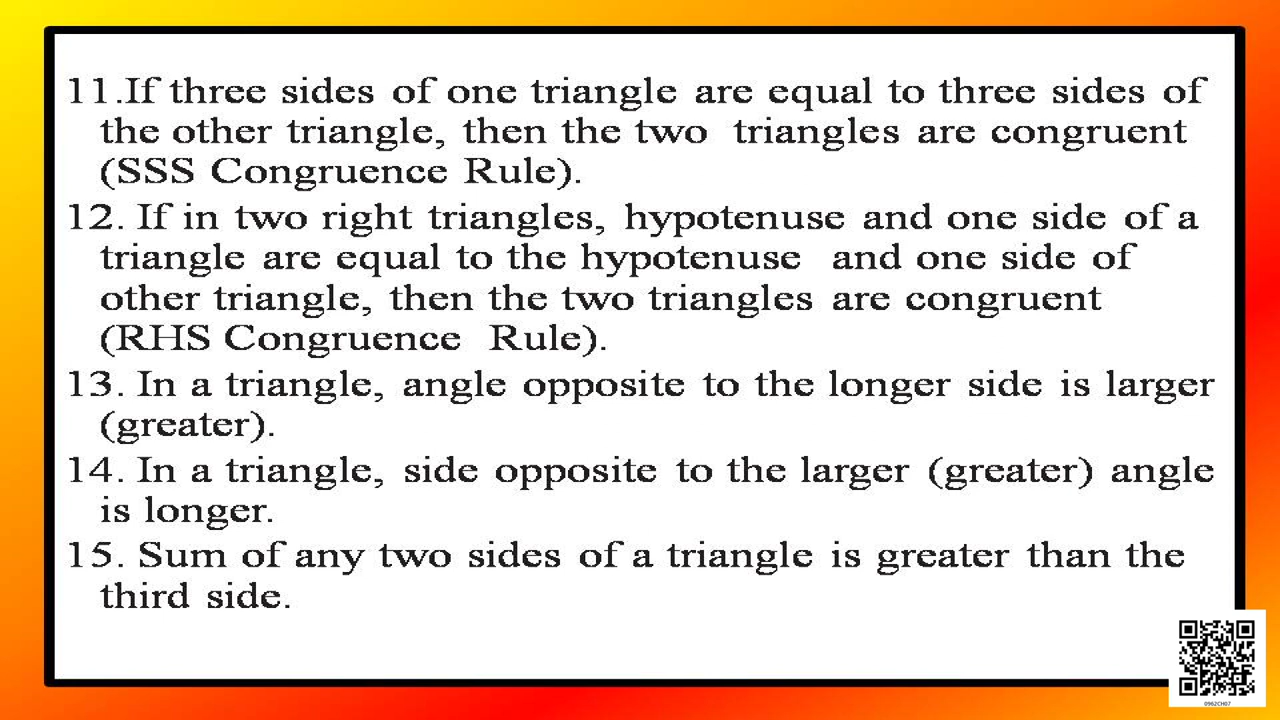 11.If three sides of one triangle are equal to three sides of
the other triangle, then the two triangles are congruent
(SSS Congruence Rule).
12. If in two right triangles, hypotenuse and one side of a
triangle are equal to the hypotenuse and one side of
other triangle, then the two triangles are congruent
(RHS Congruence Rule).
13. In a triangle, angle opposite to the longer side is larger
(greater).
14. In a triangle, side opposite to the larger (greater) angle
is longer.
15. Sum of any two sides of a triangle is greater than the
third side.
0962CH07